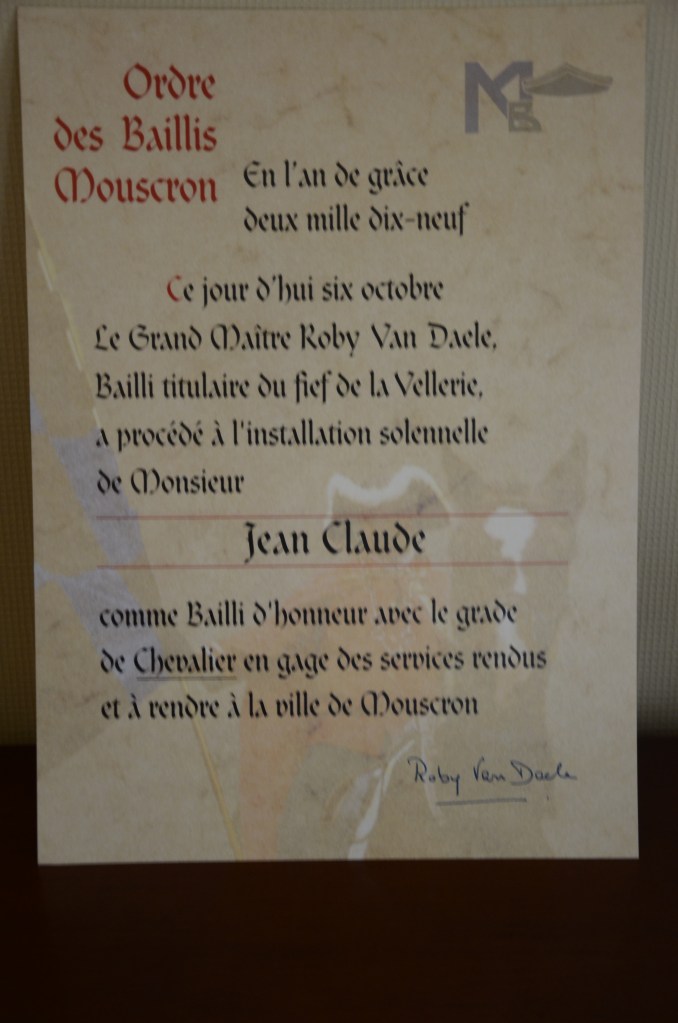 Ordre
des Baillis
Mouscron
MB
En l'an de grâce
deux mille dix-neuf
Ce jour d'hui six octobre
Le Grand Maître Roby Van Daele,
Bailli titulaire du fief de la Vellerie,
a procédé à l'installation solennelle
de Monsieur
Jean Claude
comme Bailli d'honneur avec le grade
de Chevalier en gage des services rendus
et à rendre à la ville de Mouscron
Roby Van Daele